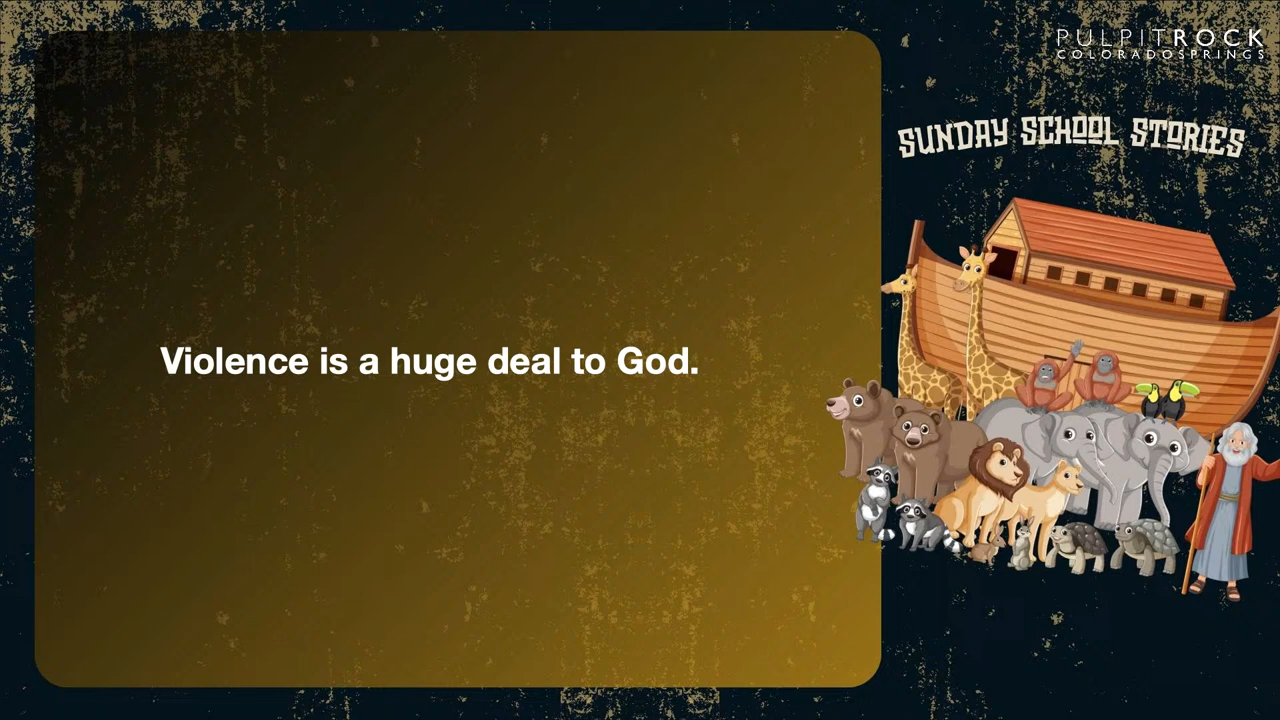 PULPITROCK
COLORADOSPRINGS
SUNDAY SCHOOL STORIES
Violence is a huge deal to God.